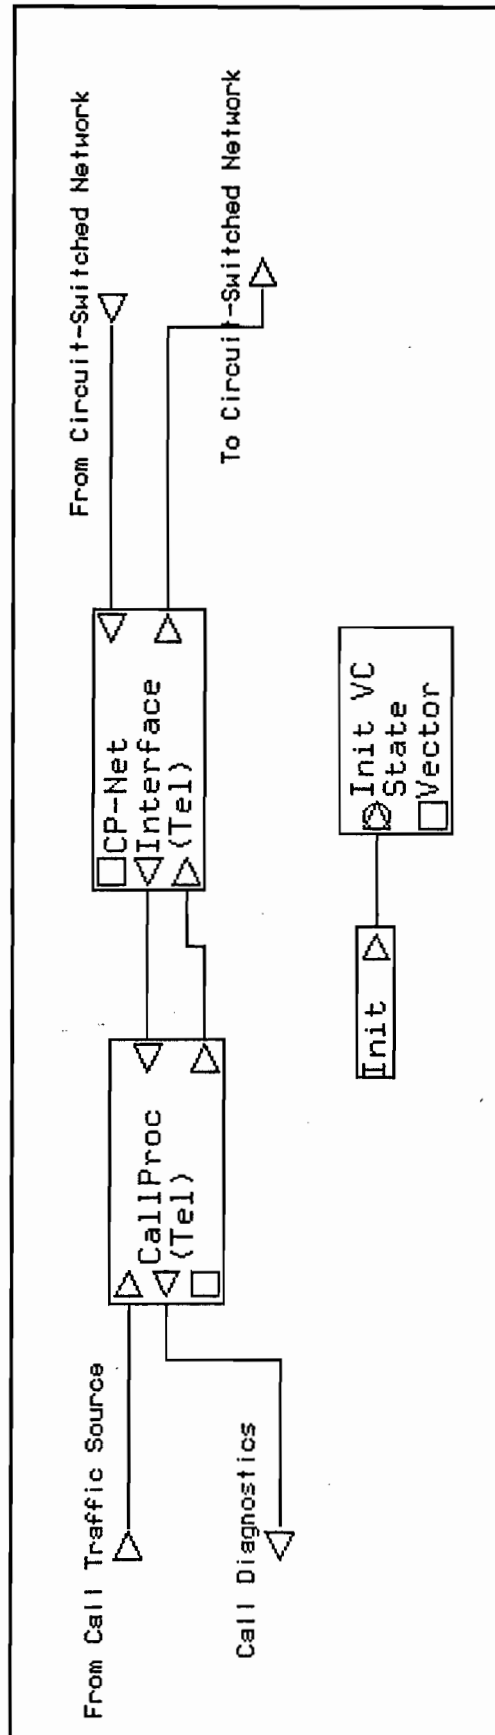 From Call Traffic Source
Call Diagnostics
CallProc
(Tel)
CP-Net
Interface
(Tel)
From Circuit-Switched Network
To Circuit-Switched Network
Init
Init VC
State
Vector